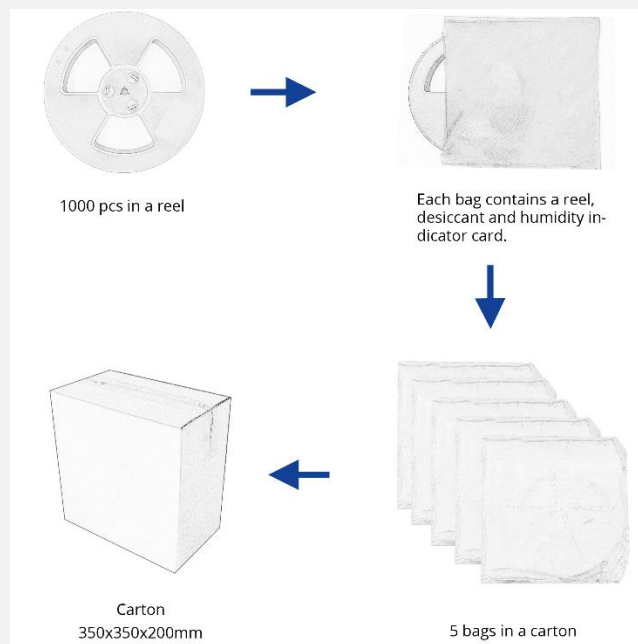 1000 pcs in a reel
Each bag contains a reel,
desiccant and humidity in-
dicator card.
Carton
350x350x200mm
5 bags in a carton